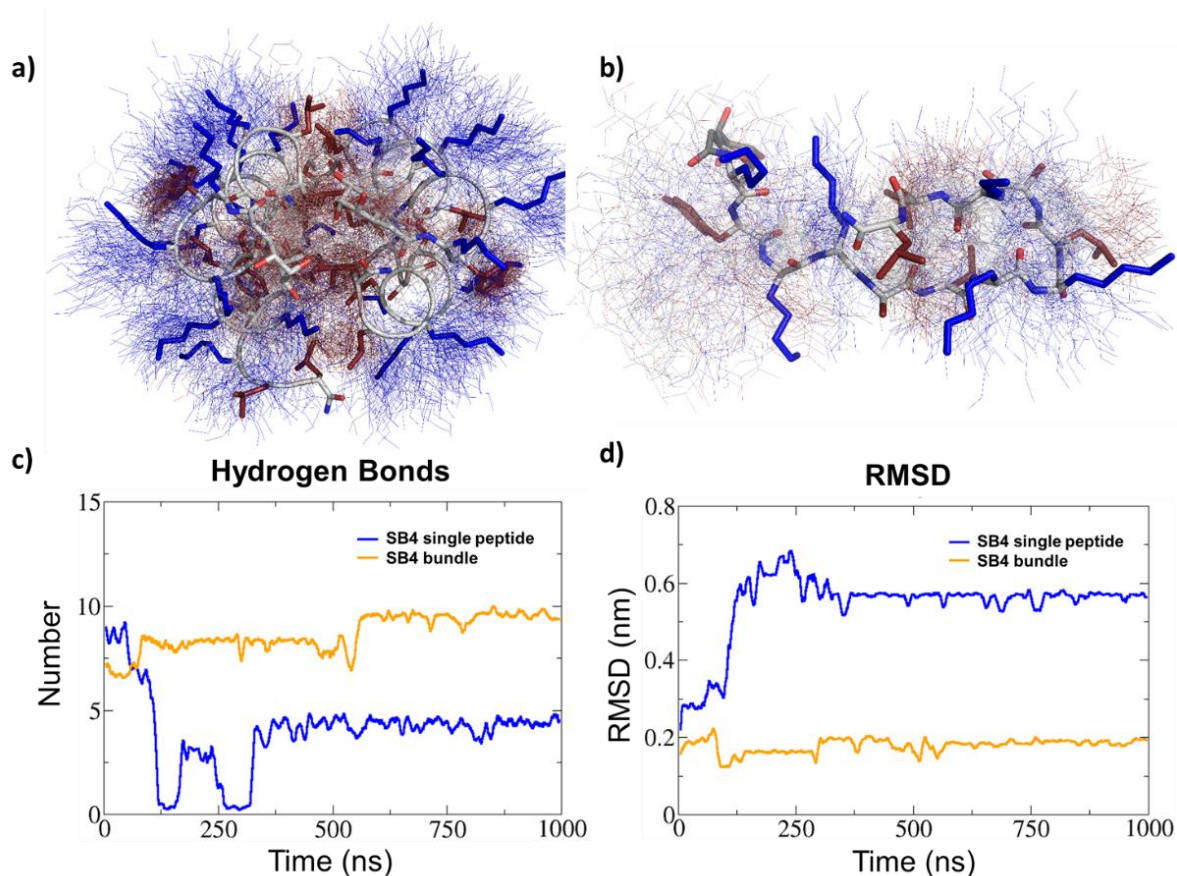 a)
b)
c)
Hydrogen Bonds
15
10
5
0
Number
SB4 single peptide
SB4 bundle
0
250
500
750
1000
Time (ns)
d)
RMSD
0.8
0.6
0.4
0.2
0
RMSD (nm)
SB4 single peptide
SB4 bundle
0
250
500
750
1000
Time (ns)